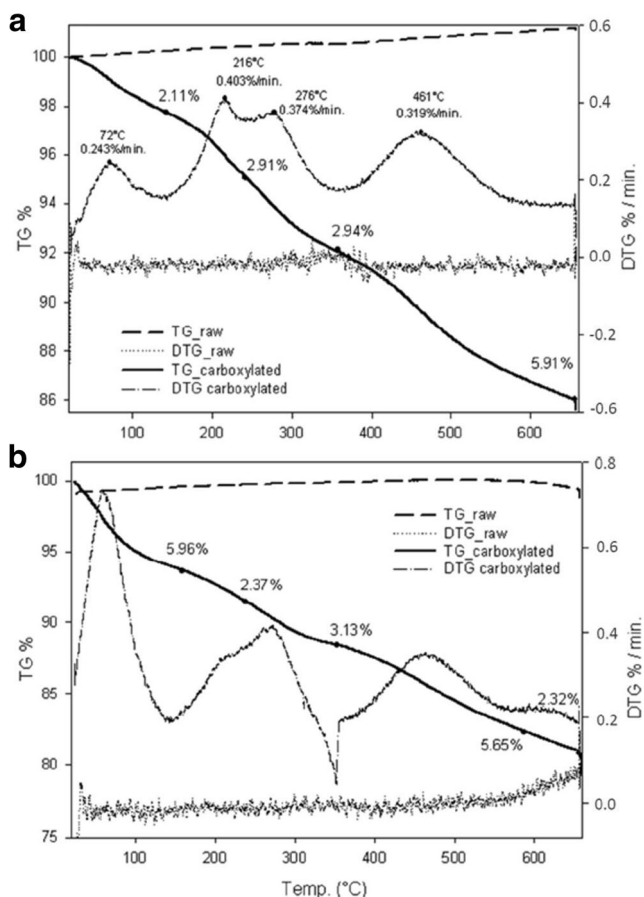 a
100
98
96
94
92
90
88
86
TG %
0.6
0.4
0.2
0.0
-0.2
-0.4
-0.6
DTG % / min.
72°C
0.243%/min.
2.11%
216°C
0.403%/min.
276°C
0.374%/min.
461°C
0.319%/min.
2.91%
2.94%
5.91%
TG_raw
DTG_raw
TG_carboxylated
DTG carboxylated
100 200 300 400 500 600
b
100
95
90
85
80
75
TG %
0.8
0.6
0.4
0.2
0.0
DTG % / min.
5.96%
2.37%
3.13%
5.65%
2.32%
TG_raw
DTG_raw
TG_carboxylated
DTG carboxylated
100 200 300 400 500 600
Temp. (°C)